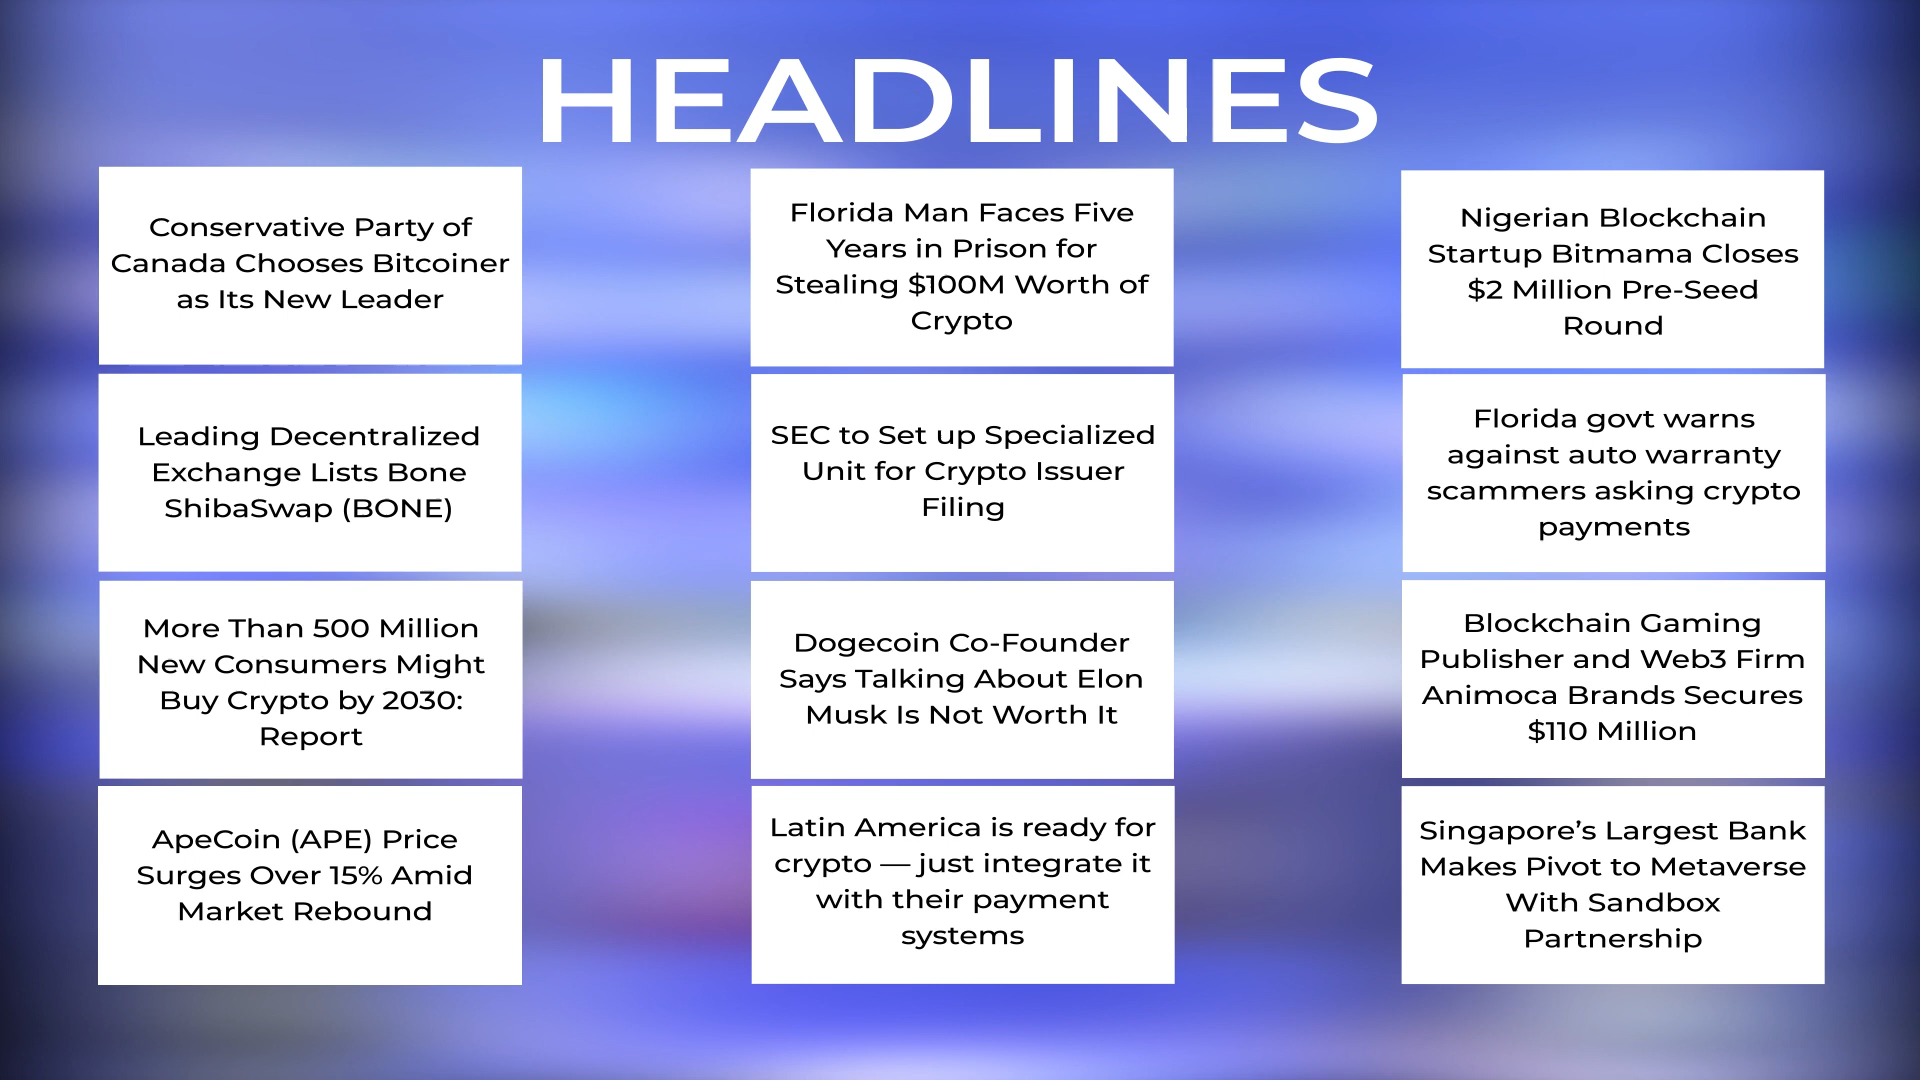 HEADLINES
Conservative Party of
Canada Chooses Bitcoiner
as Its New Leader
Florida Man Faces Five
Years in Prison for
Stealing $100M Worth of
Crypto
Nigerian Blockchain
Startup Bitmama Closes
$2 Million Pre-Seed
Round
Leading Decentralized
Exchange Lists Bone
ShibaSwap (BONE)
SEC to Set up Specialized
Unit for Crypto Issuer
Filing
Florida govt warns
against auto warranty
scammers asking crypto
payments
More Than 500 Million
New Consumers Might
Buy Crypto by 2030:
Report
Dogecoin Co-Founder
Says Talking About Elon
Musk Is Not Worth It
Blockchain Gaming
Publisher and Web3 Firm
Animoca Brands Secures
$110 Million
ApeCoin (APE) Price
Surges Over 15% Amid
Market Rebound
Latin America is ready for
crypto — just integrate it
with their payment
systems
Singapore’s Largest Bank
Makes Pivot to Metaverse
With Sandbox
Partnership